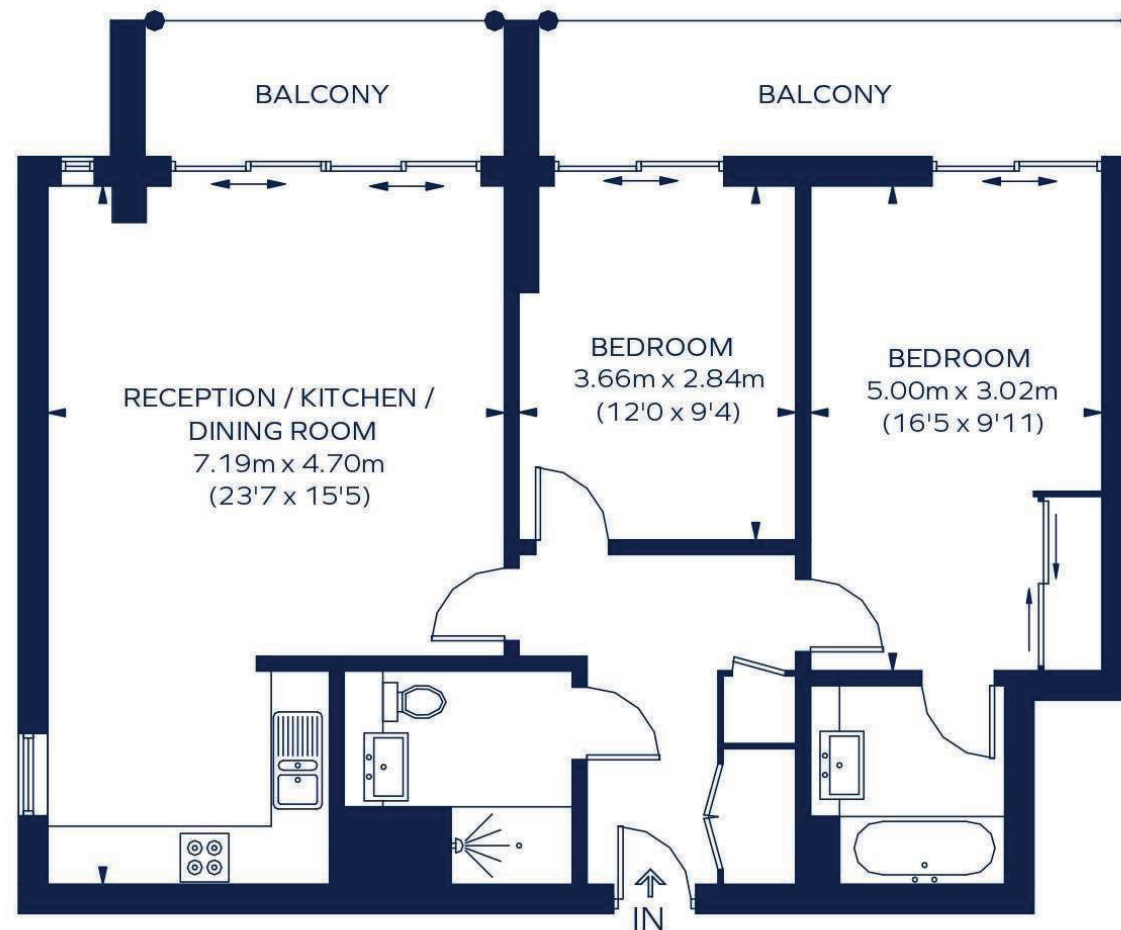 BALCONY
BALCONY
RECEPTION / KITCHEN /
DINING ROOM
7.19m x 4.70m
(23'7 x 15'5)
BEDROOM
3.66m x 2.84m
(12'0 x 9'4)
BEDROOM
5.00m x 3.02m
(16'5 x 9'11)
IN